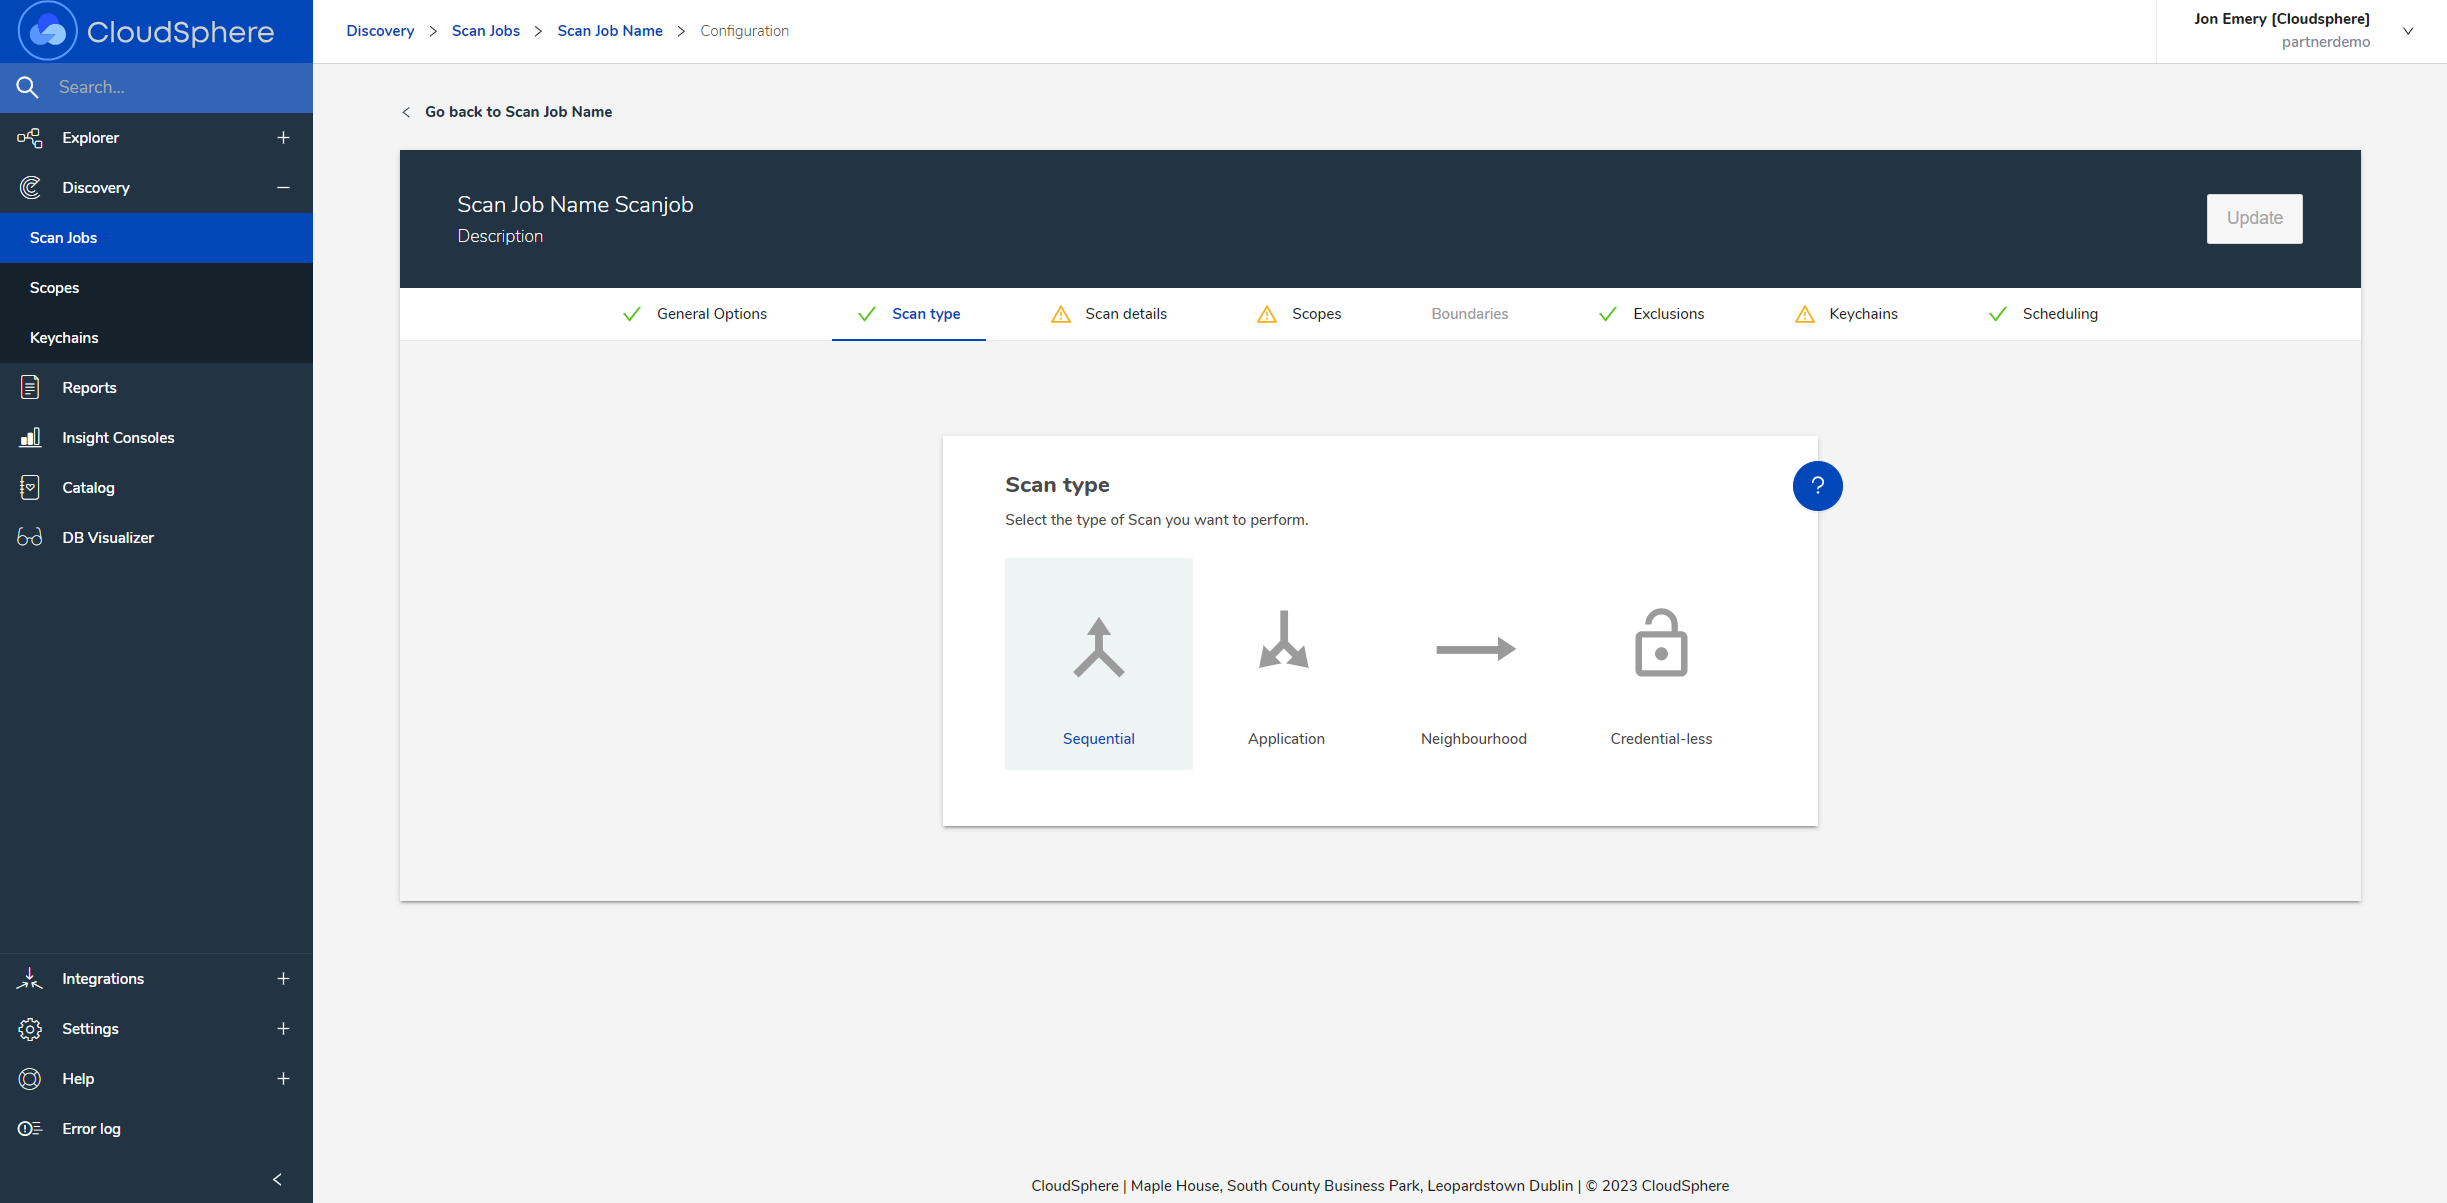 CloudSphere
Search...
Explorer
Discovery
Scan Jobs
Scopes
Keychains
Reports
Insight Consoles
Catalog
DB Visualizer
Integrations
Settings
Help
Error log
Discovery > Scan Jobs > Scan Job Name > Configuration
Jon Emery [Cloudsphere]
partnerdemo
Go back to Scan Job Name
Scan Job Name Scanjob
Description
Update
General Options
Scan type
Scan details
Scopes
Boundaries
Exclusions
Keychains
Scheduling
Scan type
?
Select the type of Scan you want to perform.
Sequential
Application
Neighbourhood
Credential-less
CloudSphere | Maple House, South County Business Park, Leopardstown Dublin | © 2023 CloudSphere